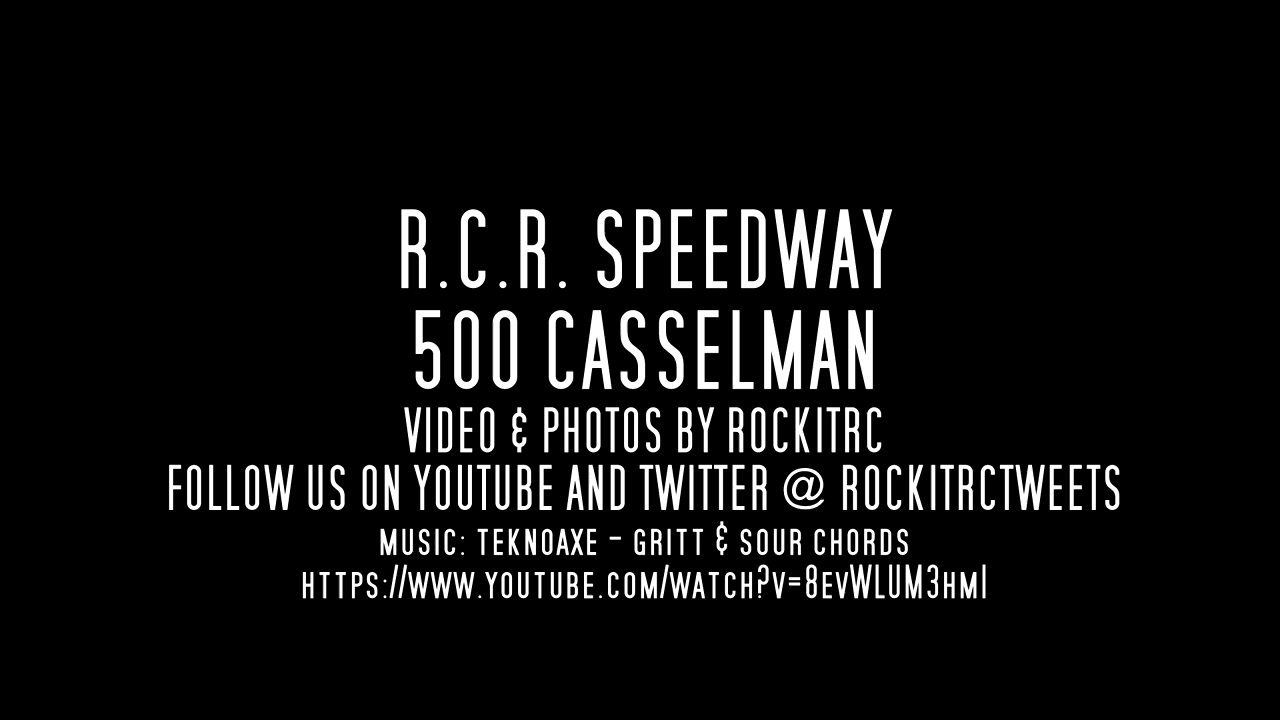 R.C.R. SPEEDWAY
500 CASSELMAN
VIDEO & PHOTOS BY ROCKITRC
FOLLOW US ON YOUTUBE AND TWITTER @ ROCKITRCTWEETS
MUSIC: TEKNOAXE - GRITT & SOUR CHORDS
https://www.youtube.com/watch?v=8evWLUM3hmI